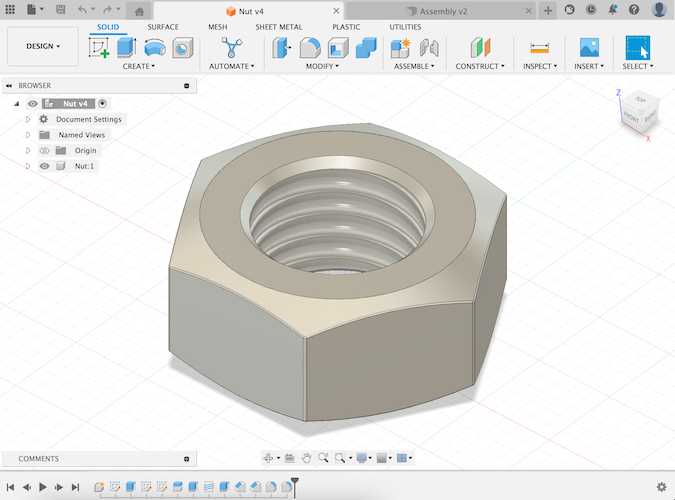 Nut v4
Assembly v2
SOLID SURFACE MESH SHEET METAL PLASTIC UTILITIES
DESIGN
CREATE AUTOMATE MODIFY ASSEMBLE CONSTRUCT INSPECT INSERT SELECT
BROWSER
Nut v4
Document Settings
Named Views
Origin
Nut:1
Z
TOP
FRONT
X
COMMENTS